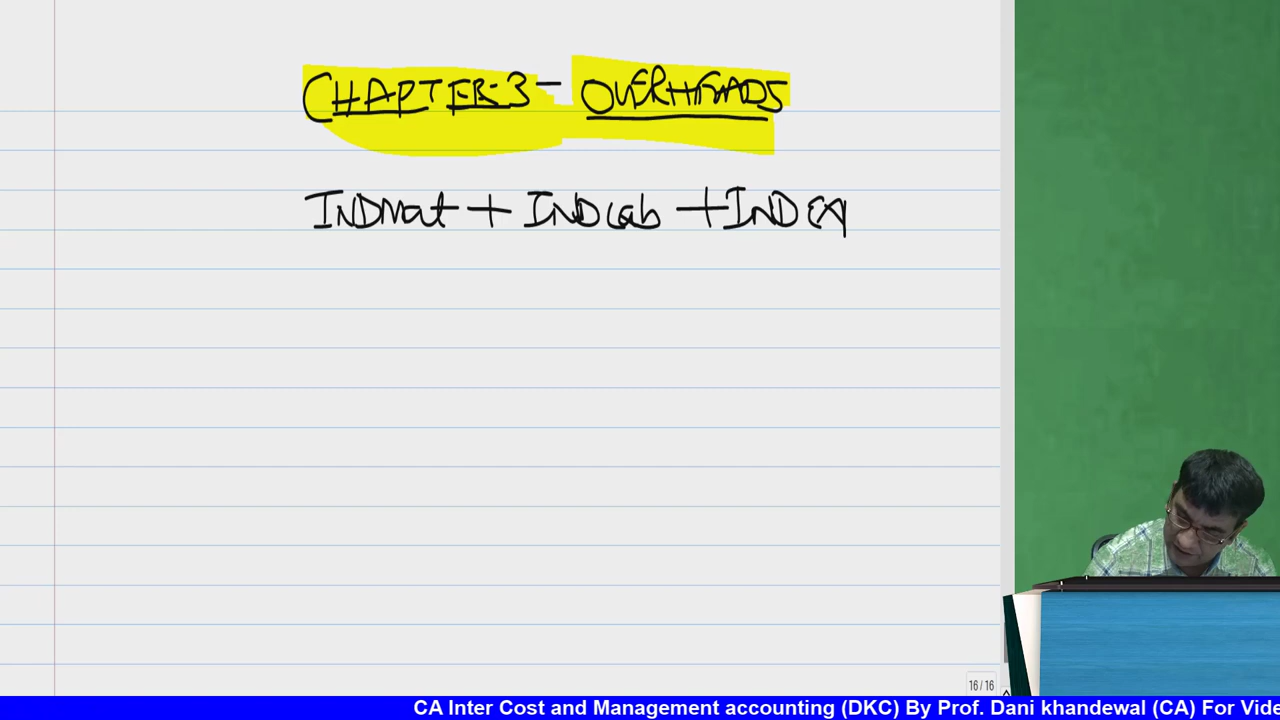 CHAPTER-3 - OVERHEADS
INDMat + INDLab + INDEX
16/16
CA Inter Cost and Management accounting (DKC) By Prof. Dani khandewal (CA) For Vide